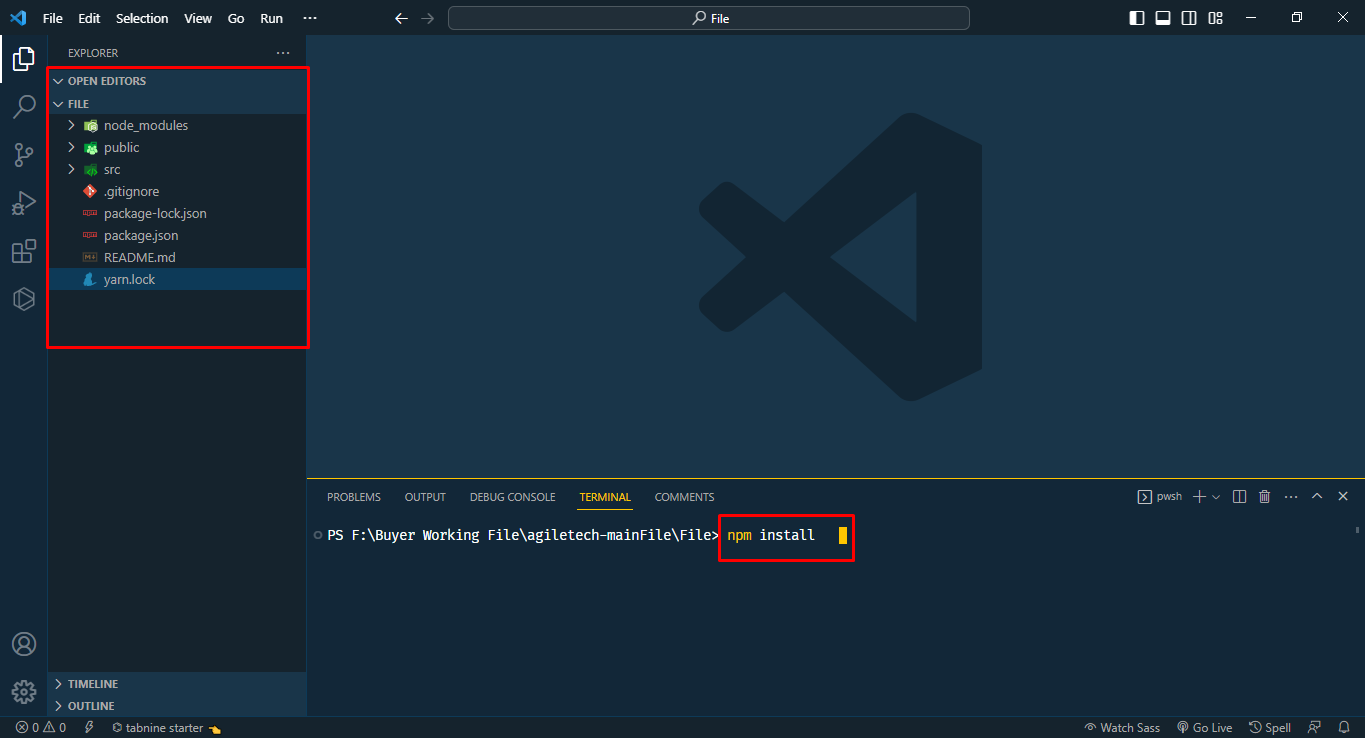 File Edit Selection View Go Run ··· File
EXPLORER ···
OPEN EDITORS
FILE
node_modules
public
src
.gitignore
package-lock.json
package.json
README.md
yarn.lock
TIMELINE
OUTLINE
PROBLEMS OUTPUT DEBUG CONSOLE TERMINAL COMMENTS pwsh
PS F:\Buyer Working File\agiletech-mainFile\File> npm install
0 0 tabnine starter Watch Sass Go Live Spell